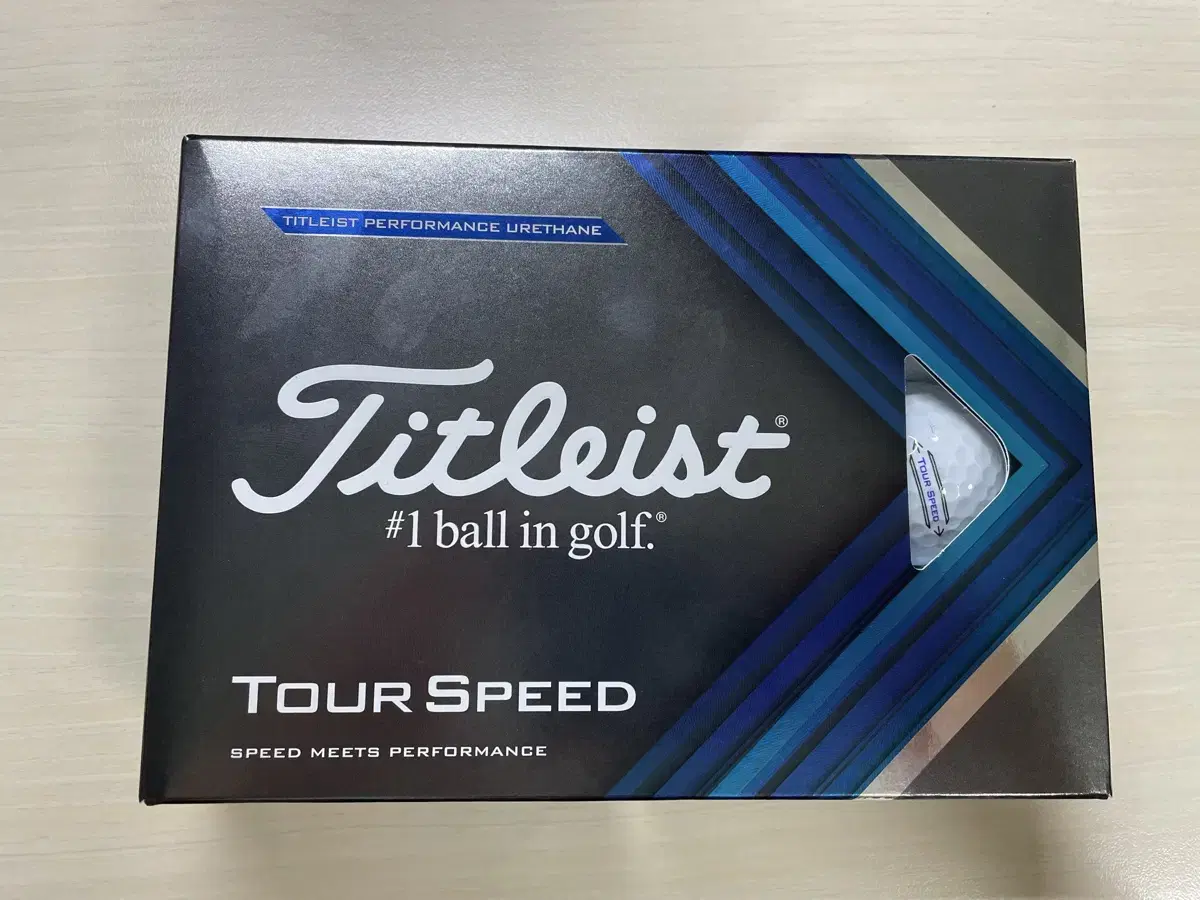 TITLEIST PERFORMANCE URETHANE
Titleist®
#1 ball in golf.®
TOUR SPEED
TOUR SPEED
SPEED MEETS PERFORMANCE